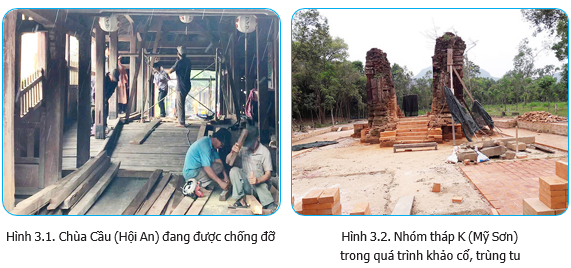 Hình 3.1. Chùa Cầu (Hội An) đang được chống đỡ
Hình 3.2. Nhóm tháp K (Mỹ Sơn)
trong quá trình khảo cổ, trùng tu